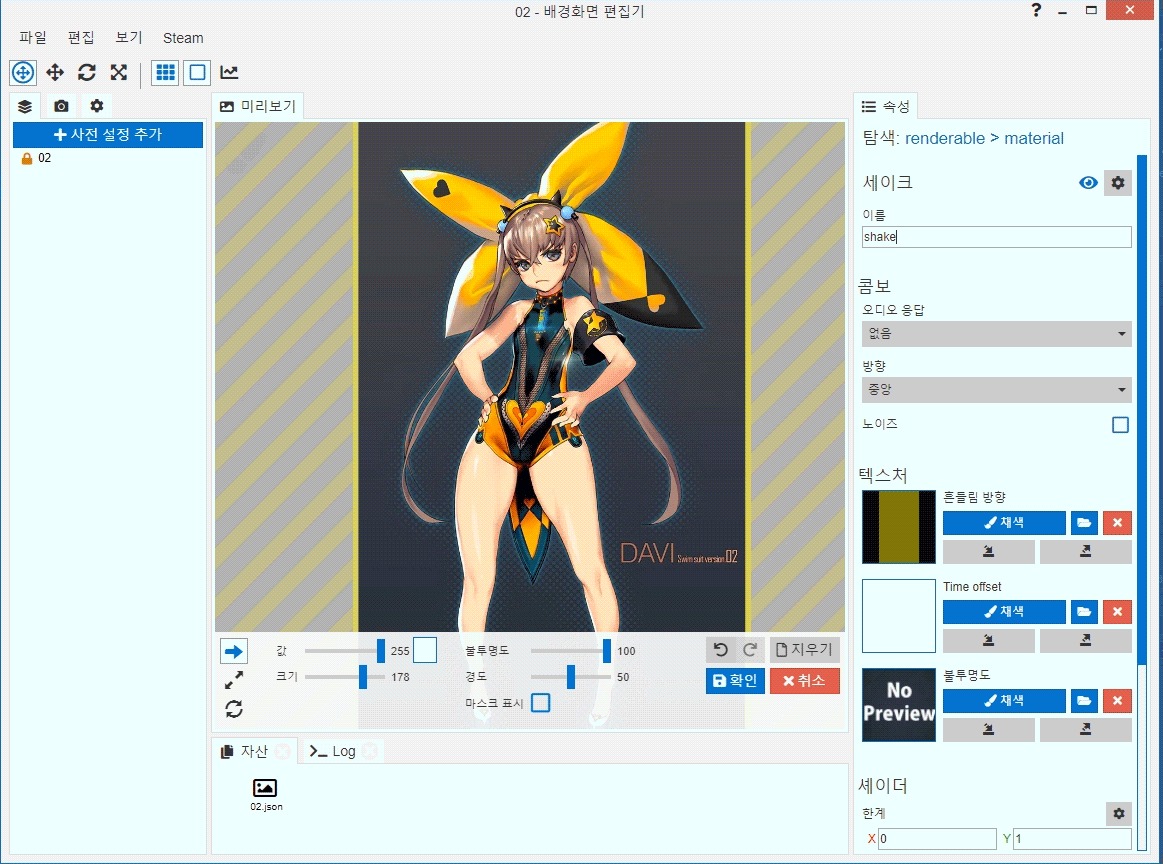 02 - 배경화면 편집기
파일 편집 보기 Steam
사전 설정 추가
02
미리보기
DAVI Swim suit version 02
값 255 불투명도 100 지우기
크기 178 경도 50 확인 취소
마스크 표시
자산 Log
02.json
속성
탐색: renderable > material
세이크
이름
shake
콤보
오디오 응답
없음
방향
중앙
노이즈
텍스처
흔들림 방향
채색
Time offset
채색
불투명도
No Preview
채색
셰이더
한계
X 0 Y 1